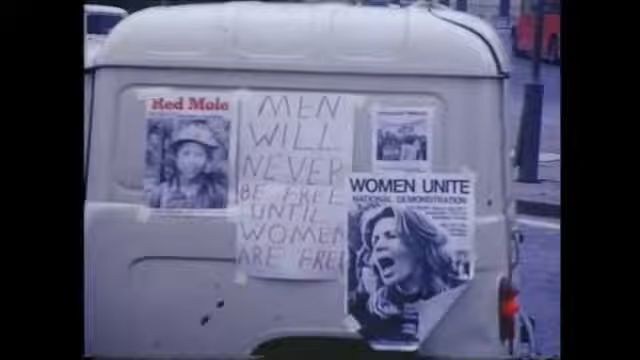 Red Mole
MEN
WILL
NEVER
BE FREE
UNTIL
WOMEN
ARE FREE
WOMEN UNITE
NATIONAL DEMONSTRATION